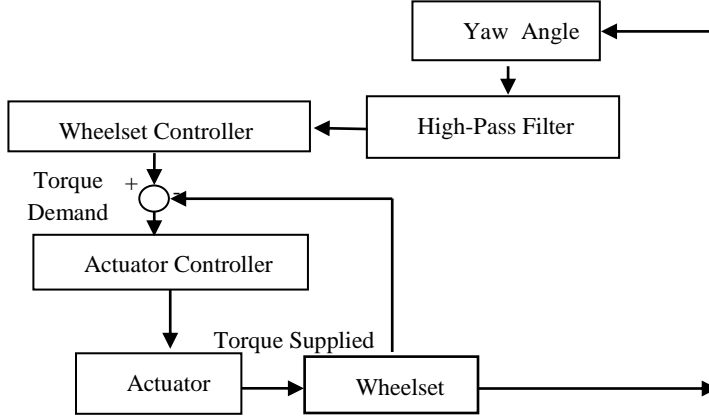 Yaw Angle
High-Pass Filter
Wheelset Controller
Torque
Demand
+
-
Actuator Controller
Torque Supplied
Actuator
Wheelset